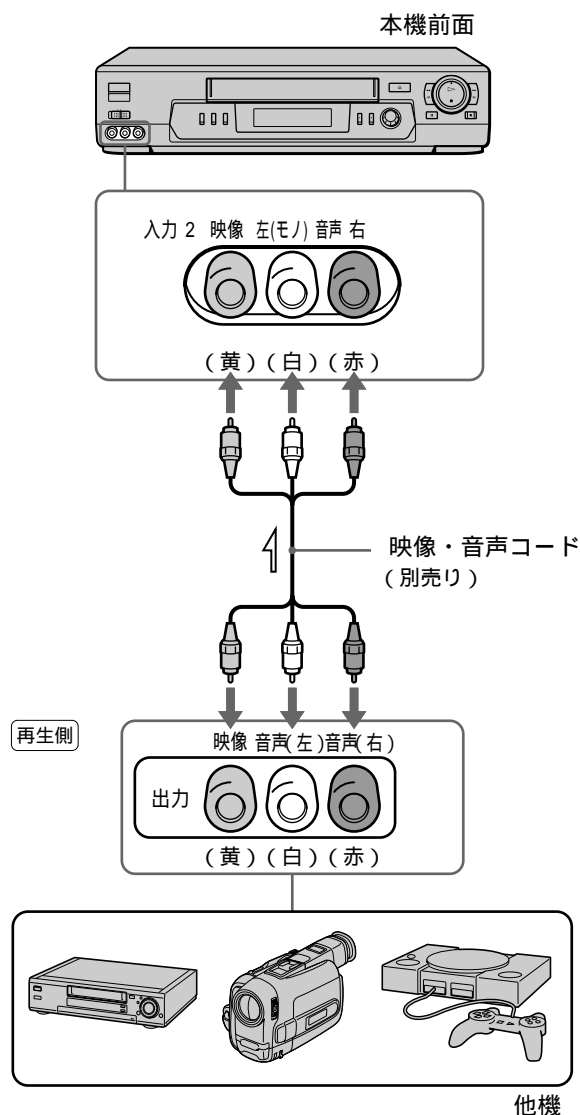 本機前面
入力 2 映像 左(モノ) 音声 右
(黄)(白)(赤)
映像・音声コード
(別売り)
再生側
映像 音声(左)音声(右)
出力
(黄)(白)(赤)
他機